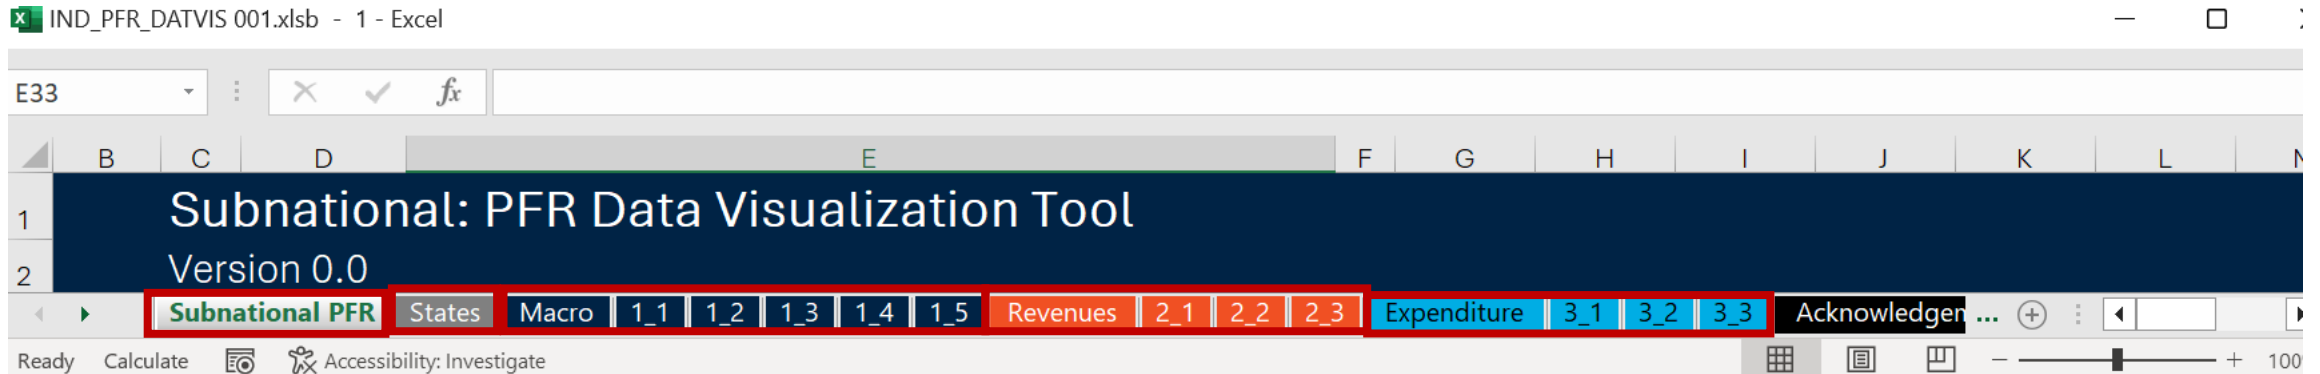 IND_PFR_DATVIS 001.xlsb - 1 - Excel
E33 fx
B C D E F G H I J K L
1 Subnational: PFR Data Visualization Tool
2 Version 0.0
Subnational PFR States Macro 1_1 1_2 1_3 1_4 1_5 Revenues 2_1 2_2 2_3 Expenditure 3_1 3_2 3_3 Acknowledgen ...
Ready Calculate Accessibility: Investigate 100